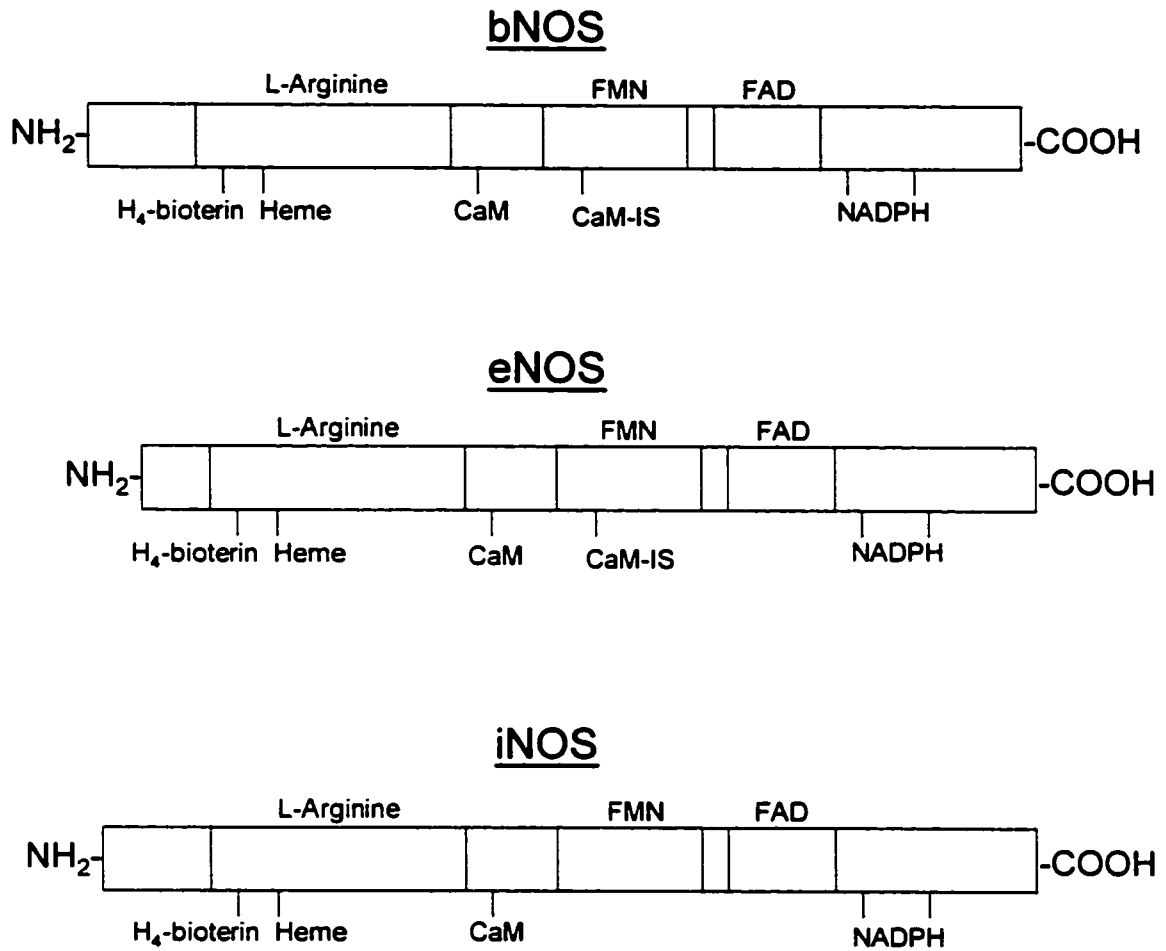 bNOS
L-Arginine FMN FAD
NH₂- -COOH
H₄-bioterin Heme CaM CaM-IS NADPH
eNOS
L-Arginine FMN FAD
NH₂- -COOH
H₄-bioterin Heme CaM CaM-IS NADPH
iNOS
L-Arginine FMN FAD
NH₂- -COOH
H₄-bioterin Heme CaM NADPH